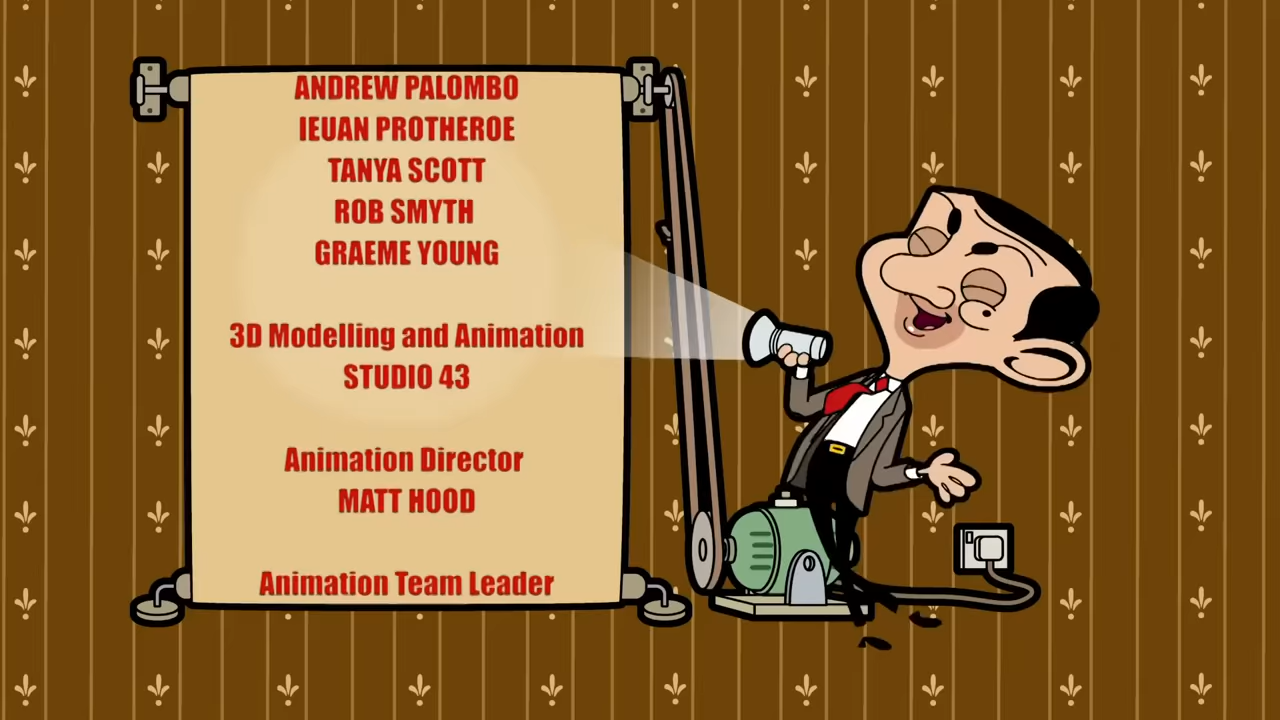 ANDREW PALOMBO
IEUAN PROTHEROE
TANYA SCOTT
ROB SMYTH
GRAEME YOUNG
3D Modelling and Animation
STUDIO 43
Animation Director
MATT HOOD
Animation Team Leader